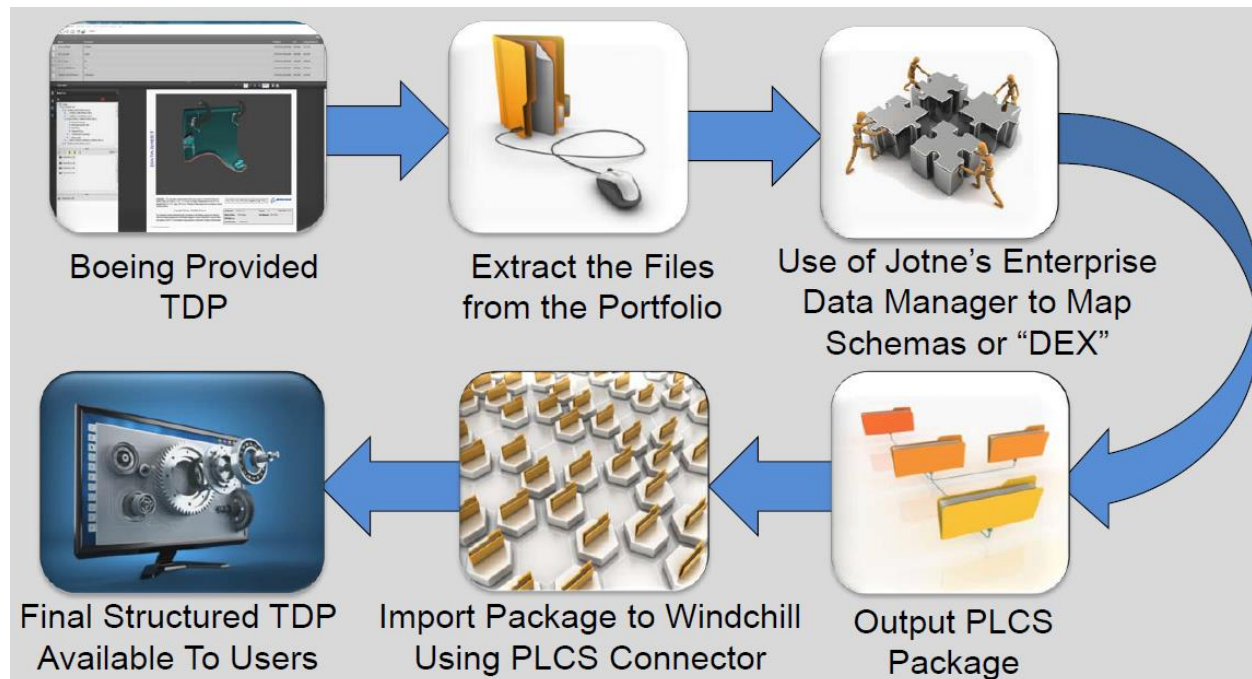 Boeing Provided
TDP
Extract the Files
from the Portfolio
Use of Jotne’s Enterprise
Data Manager to Map
Schemas or “DEX”
Output PLCS
Package
Import Package to Windchill
Using PLCS Connector
Final Structured TDP
Available To Users